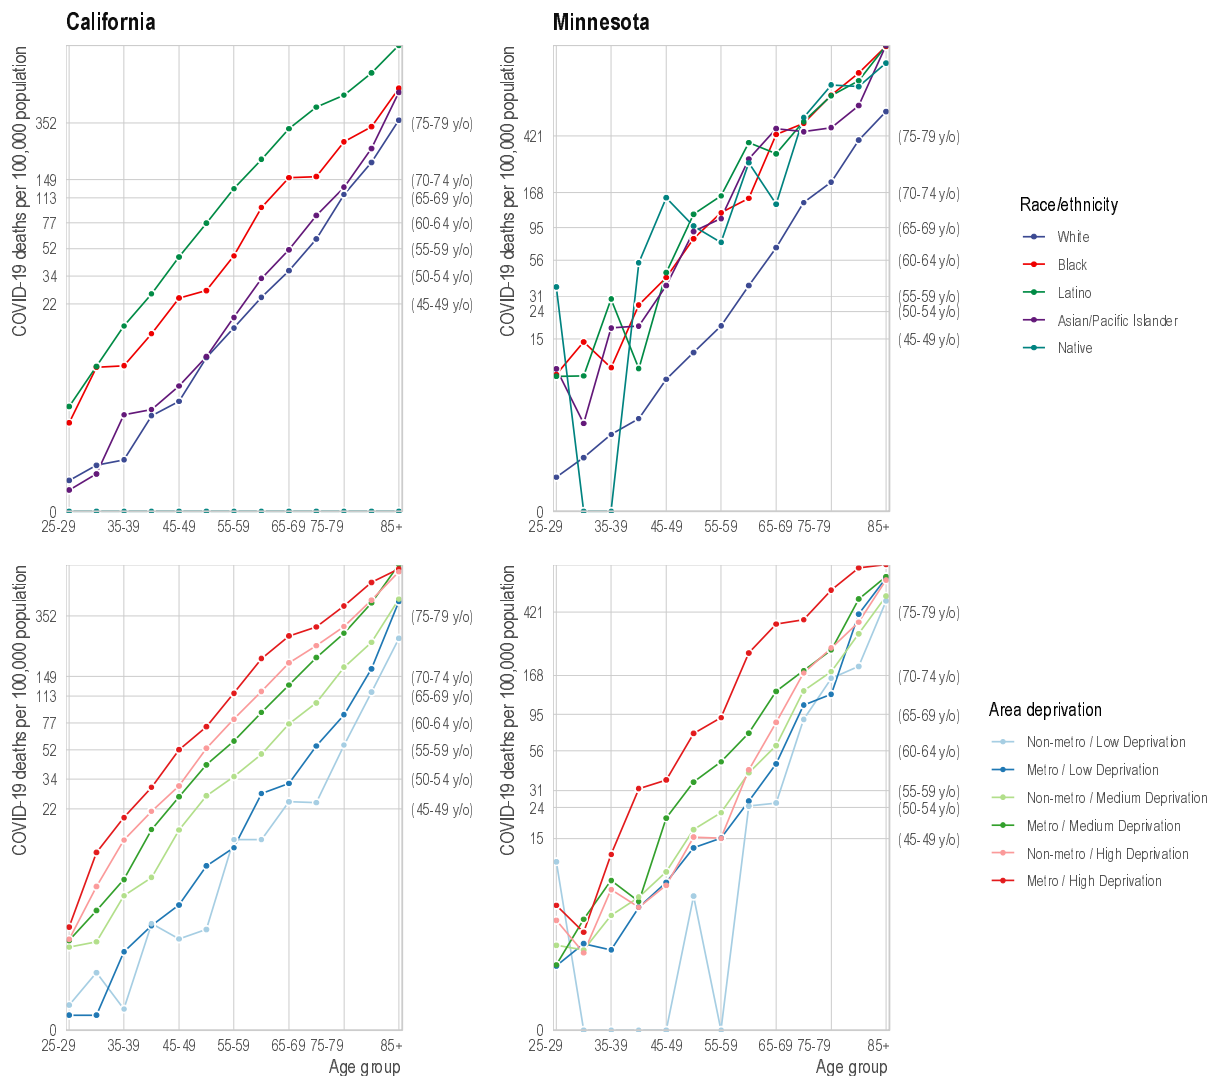 California
Minnesota
COVID-19 deaths per 100,000 population
352
149
113
77
52
34
22
0
(75-79 y/o)
(70-74 y/o)
(65-69 y/o)
(60-64 y/o)
(55-59 y/o)
(50-54 y/o)
(45-49 y/o)
25-29
35-39
45-49
55-59
65-69
75-79
85+
COVID-19 deaths per 100,000 population
421
168
95
56
31
24
15
0
(75-79 y/o)
(70-74 y/o)
(65-69 y/o)
(60-64 y/o)
(55-59 y/o)
(50-54 y/o)
(45-49 y/o)
25-29
35-39
45-49
55-59
65-69
75-79
85+
Race/ethnicity
White
Black
Latino
Asian/Pacific Islander
Native
COVID-19 deaths per 100,000 population
352
149
113
77
52
34
22
0
(75-79 y/o)
(70-74 y/o)
(65-69 y/o)
(60-64 y/o)
(55-59 y/o)
(50-54 y/o)
(45-49 y/o)
25-29
35-39
45-49
55-59
65-69
75-79
85+
Age group
COVID-19 deaths per 100,000 population
421
168
95
56
31
24
15
0
(75-79 y/o)
(70-74 y/o)
(65-69 y/o)
(60-64 y/o)
(55-59 y/o)
(50-54 y/o)
(45-49 y/o)
25-29
35-39
45-49
55-59
65-69
75-79
85+
Age group
Area deprivation
Non-metro / Low Deprivation
Metro / Low Deprivation
Non-metro / Medium Deprivation
Metro / Medium Deprivation
Non-metro / High Deprivation
Metro / High Deprivation